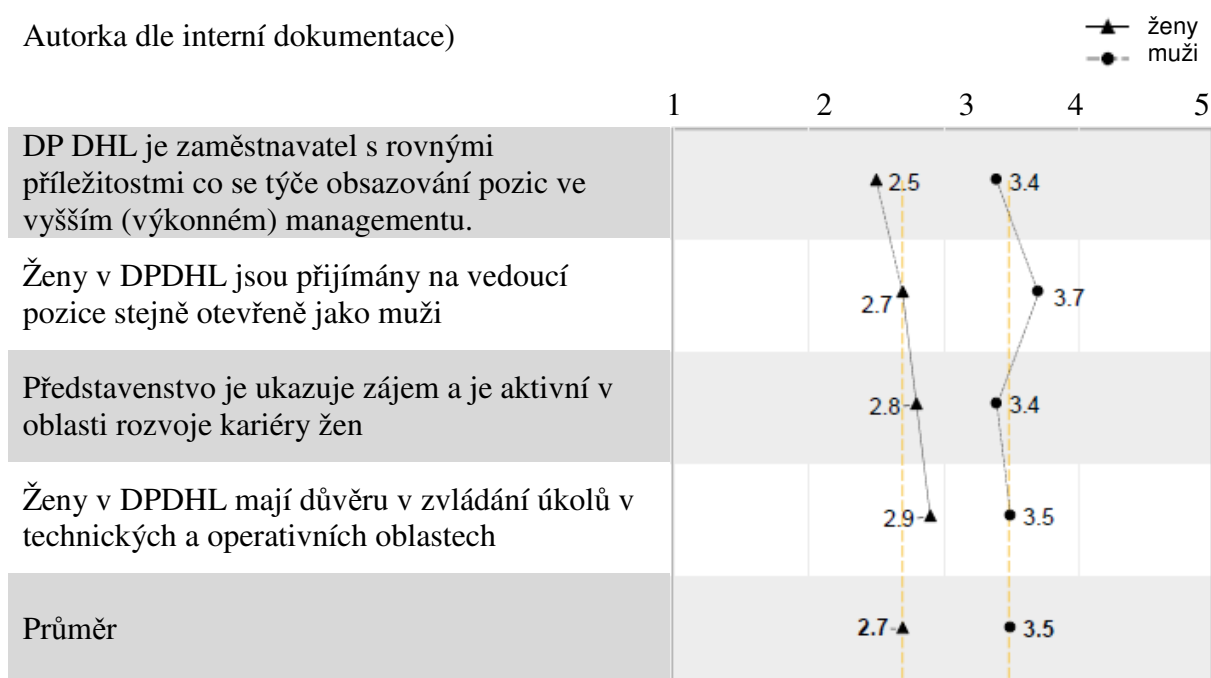 Autorka dle interní dokumentace)
ženy
muži
1 2 3 4 5
DP DHL je zaměstnavatel s rovnými
příležitostmi co se týče obsazování pozic ve
vyšším (výkonném) managementu.
2.5 3.4
Ženy v DPDHL jsou přijímány na vedoucí
pozice stejně otevřeně jako muži
2.7 3.7
Představenstvo je ukazuje zájem a je aktivní v
oblasti rozvoje kariéry žen
2.8 3.4
Ženy v DPDHL mají důvěru v zvládání úkolů v
technických a operativních oblastech
2.9 3.5
Průměr
2.7 3.5